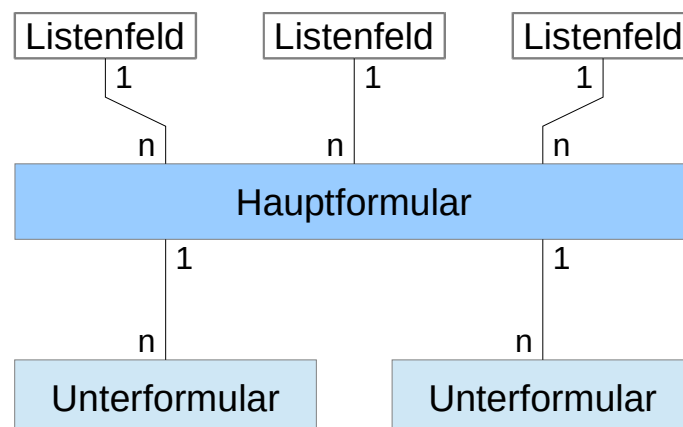 Listenfeld Listenfeld Listenfeld
1 1 1
n n n
Hauptformular
1 1
n n
Unterformular Unterformular